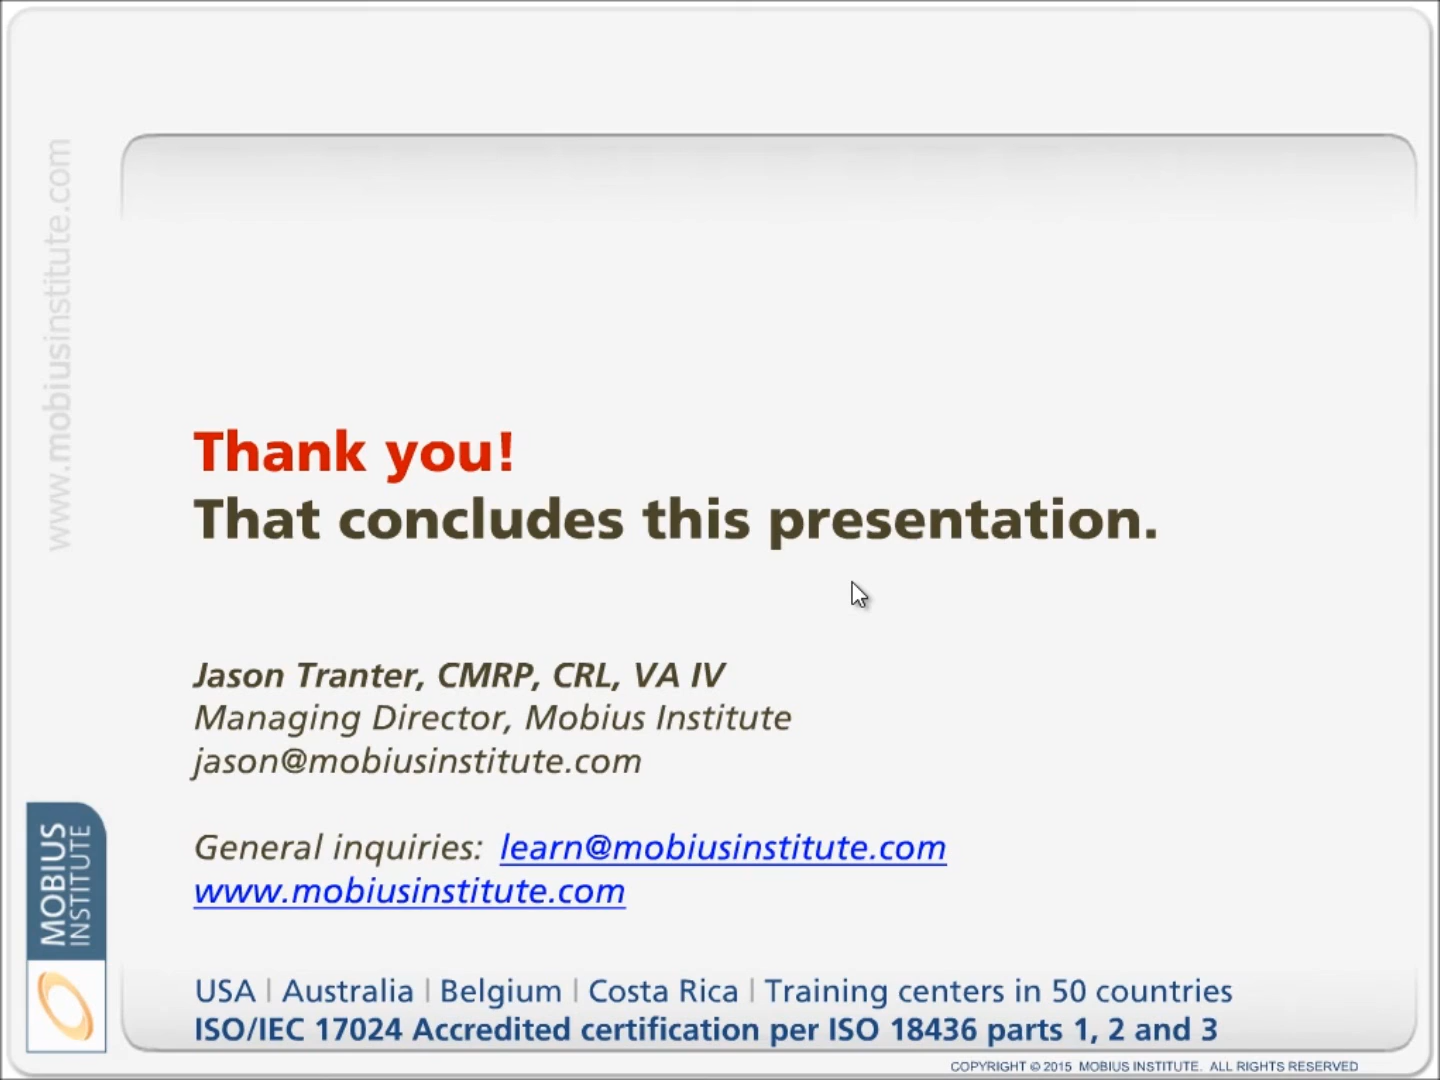 www.mobiusinstitute.com
Thank you!
That concludes this presentation.
Jason Tranter, CMRP, CRL, VA IV
Managing Director, Mobius Institute
jason@mobiusinstitute.com
General inquiries: learn@mobiusinstitute.com
www.mobiusinstitute.com
MOBIUS
INSTITUTE
USA | Australia | Belgium | Costa Rica | Training centers in 50 countries
ISO/IEC 17024 Accredited certification per ISO 18436 parts 1, 2 and 3
COPYRIGHT © 2015 MOBIUS INSTITUTE. ALL RIGHTS RESERVED